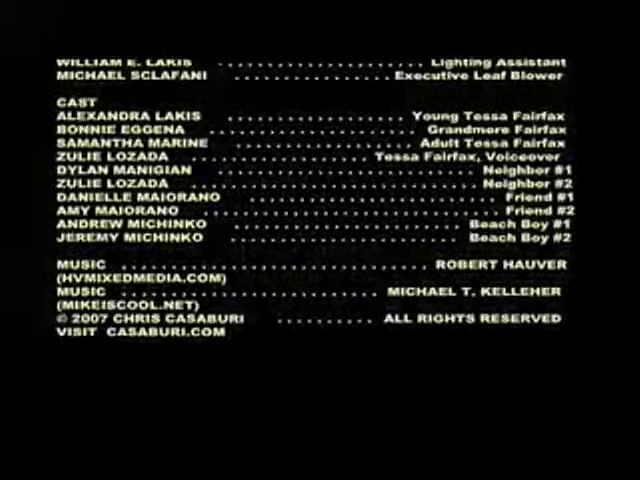 WILLIAM E. LAKIS ...................... Lighting Assistant
MICHAEL SCLAFANI ................ Executive Leaf Blower
CAST
ALEXANDRA LAKIS .................. Young Tessa Fairfax
BONNIE EGGENA ...................... Grandmere Fairfax
SAMANTHA MARINE .................. Adult Tessa Fairfax
ZULIE LOZADA .................. Tessa Fairfax, Voiceover
DYLAN MANIGIAN ........................ Neighbor #1
ZULIE LOZADA ............................ Neighbor #2
DANIELLE MAIORANO ........................ Friend #1
AMY MAIORANO .............................. Friend #2
ANDREW MICHINKO ........................ Beach Boy #1
JEREMY MICHINKO ........................ Beach Boy #2
MUSIC ................................ ROBERT HAUVER
(HVMIXEDMEDIA.COM)
MUSIC .......................... MICHAEL T. KELLEHER
(MIKEISCOOL.NET)
© 2007 CHRIS CASABURI .......... ALL RIGHTS RESERVED
VISIT CASABURI.COM